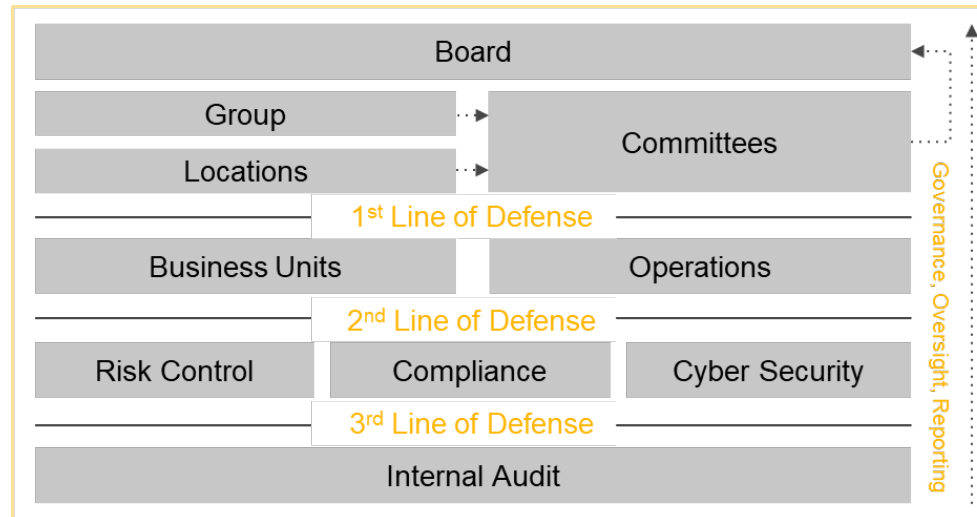 Board
Group
Locations
Committees
1st Line of Defense
Business Units
Operations
2nd Line of Defense
Risk Control
Compliance
Cyber Security
3rd Line of Defense
Internal Audit
Governance, Oversight, Reporting